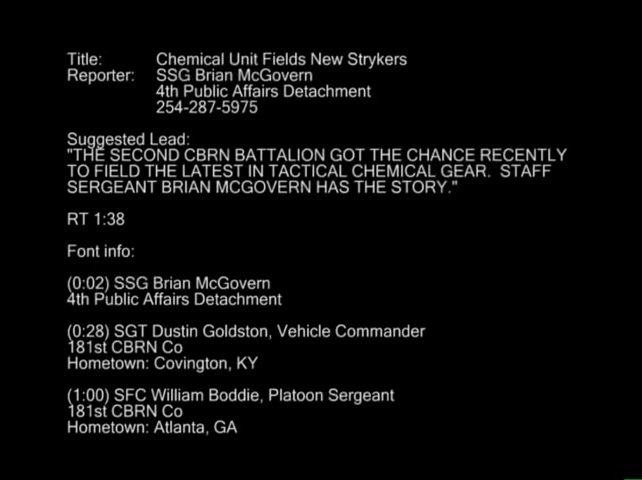 Title: Chemical Unit Fields New Strykers
Reporter: SSG Brian McGovern
4th Public Affairs Detachment
254-287-5975
Suggested Lead:
"THE SECOND CBRN BATTALION GOT THE CHANCE RECENTLY
TO FIELD THE LATEST IN TACTICAL CHEMICAL GEAR. STAFF
SERGEANT BRIAN MCGOVERN HAS THE STORY."
RT 1:38
Font info:
(0:02) SSG Brian McGovern
4th Public Affairs Detachment
(0:28) SGT Dustin Goldston, Vehicle Commander
181st CBRN Co
Hometown: Covington, KY
(1:00) SFC William Boddie, Platoon Sergeant
181st CBRN Co
Hometown: Atlanta, GA